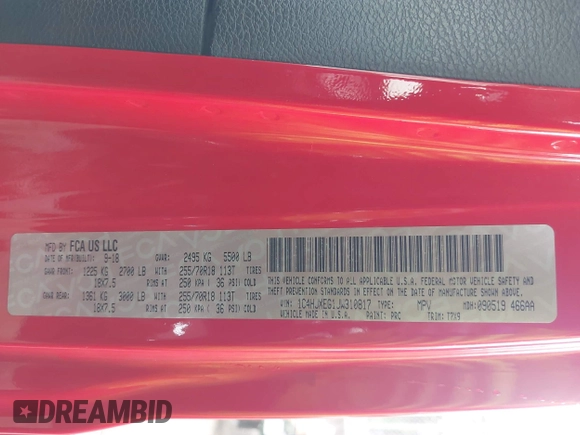 MFD BY FCA US LLC
DATE OF MFR(BUILT): 9-18 GVWR: 2495 KG 5500 LB
GAWR FRONT: 1225 KG 2700 LB WITH 255/70R18 113T TIRES
18X7.5 RIMS AT 250 KPA ( 36 PSI) COLD
GAWR REAR: 1361 KG 3000 LB WITH 255/70R18 113T TIRES
18X7.5 RIMS AT 250 KPA ( 36 PSI) COLD
THIS VEHICLE CONFORMS TO ALL APPLICABLE U.S.A. FEDERAL MOTOR VEHICLE SAFETY AND
THEFT PREVENTION STANDARDS IN EFFECT ON THE DATE OF MANUFACTURE SHOWN ABOVE.
VIN: 1C4HJXEG1JW310817 TYPE: MPV MDH: 090519 466AA
VEHICLE MADE IN U.S.A. PAINT: PRC TRIM: T7X9
DREAMBID